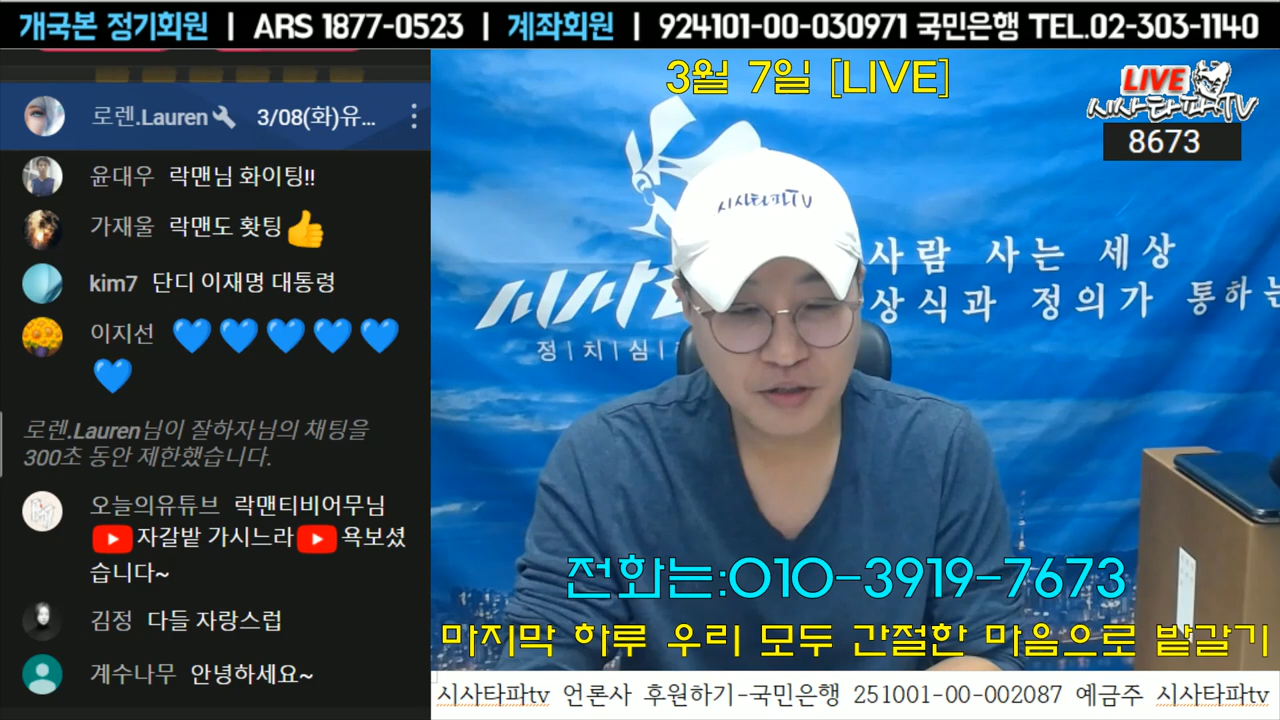 개국본 정기회원 | ARS 1877-0523 | 계좌회원 | 924101-00-030971 국민은행 TEL.02-303-1140
로렌.Lauren 3/08(화)유...
윤대우 락맨님 화이팅!!
가재울 락맨도 홧팅
kim7 단디 이재명 대통령
이지선
로렌.Lauren님이 잘하자님의 채팅을
300초 동안 제한했습니다.
오늘의유튜브 락맨티비어무님
자갈밭 가시느라 욕보셨
습니다~
김정 다들 자랑스럽
계수나무 안녕하세요~
3월 7일 [LIVE]
LIVE
시사타파TV
8673
시사타파TV
사람 사는 세상
상식과 정의가 통하는
시사타
정|치|심|
전화는:010-3919-7673
마지막 하루 우리 모두 간절한 마음으로 밭갈기
시사타파tv 언론사 후원하기-국민은행 251001-00-002087 예금주 시사타파tv